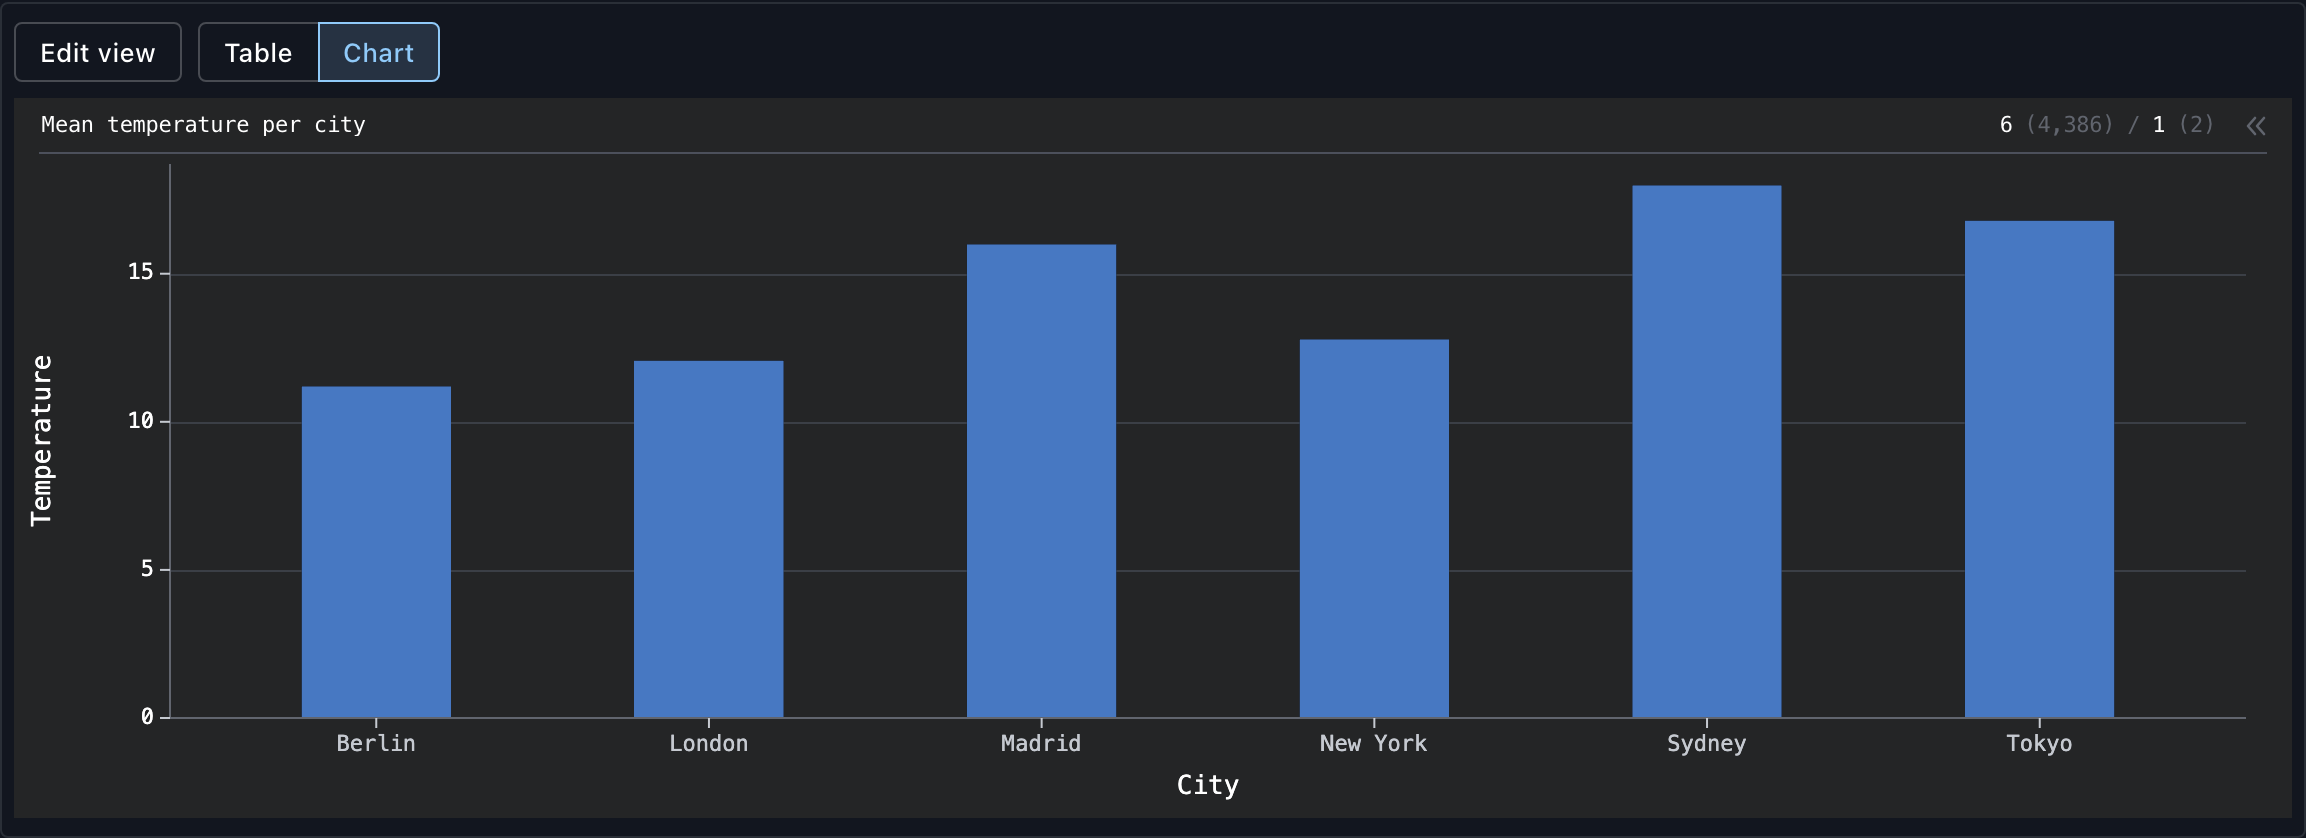 Edit view
Table
Chart
Mean temperature per city
6 (4,386) / 1 (2)
Temperature
15
10
5
0
Berlin
London
Madrid
New York
Sydney
Tokyo
City